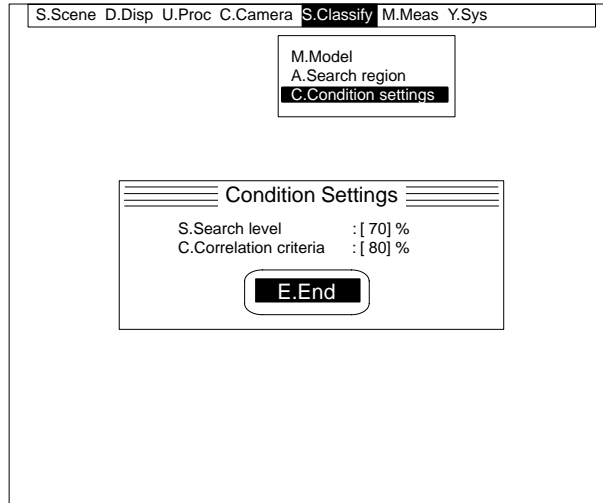 S.Scene D.Disp U.Proc C.Camera S.Classify M.Meas Y.Sys
M.Model
A.Search region
C.Condition settings
Condition Settings
S.Search level : [ 70] %
C.Correlation criteria : [ 80] %
E.End